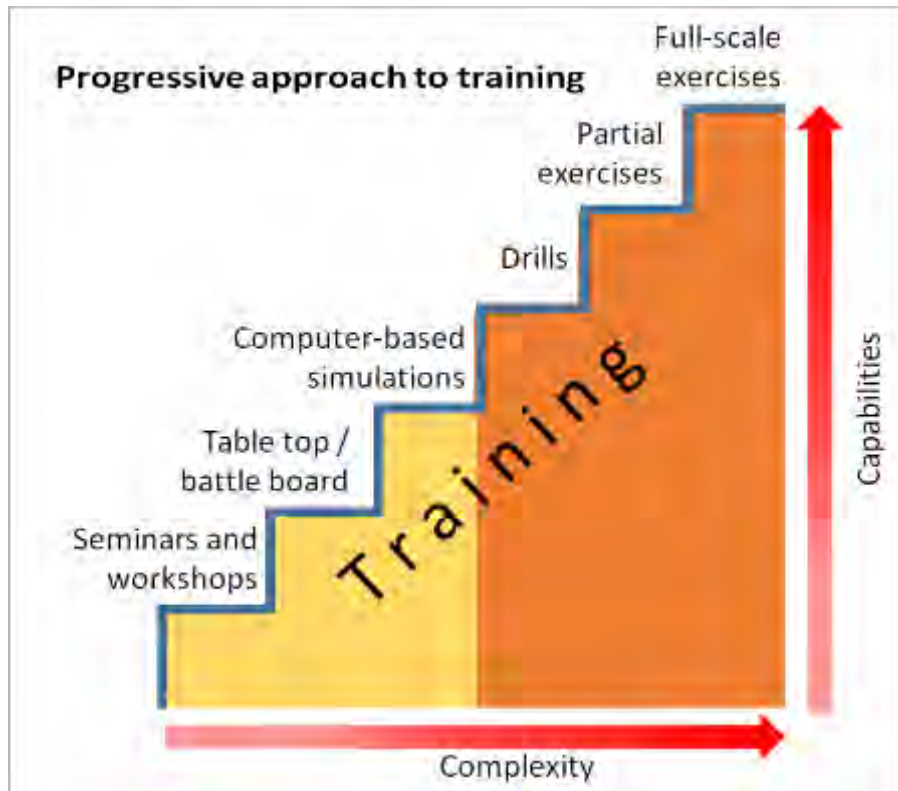 Progressive approach to training
Full-scale
exercises
Partial
exercises
Drills
Computer-based
simulations
Table top /
battle board
Seminars and
workshops
Training
Capabilities
Complexity